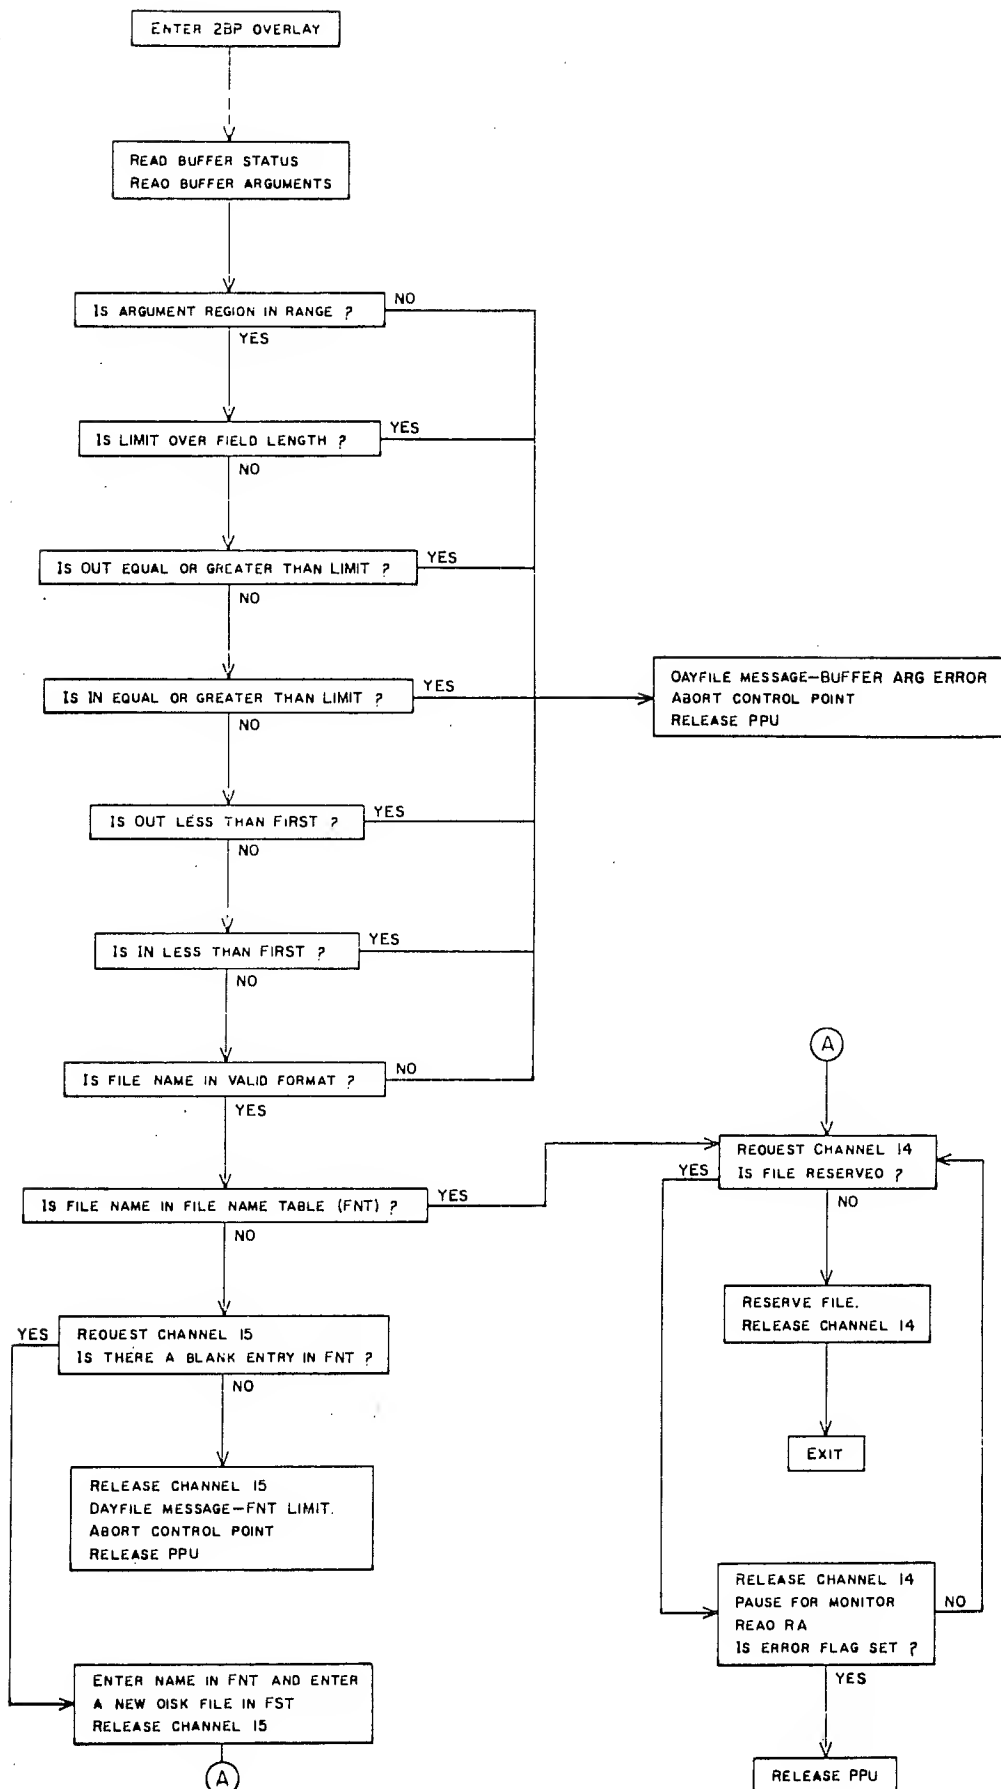 ENTER 2BP OVERLAY
READ BUFFER STATUS
READ BUFFER ARGUMENTS
IS ARGUMENT REGION IN RANGE ?
NO
YES
IS LIMIT OVER FIELD LENGTH ?
YES
NO
IS OUT EQUAL OR GREATER THAN LIMIT ?
YES
NO
IS IN EQUAL OR GREATER THAN LIMIT ?
YES
NO
DAYFILE MESSAGE-BUFFER ARG ERROR
ABORT CONTROL POINT
RELEASE PPU
IS OUT LESS THAN FIRST ?
YES
NO
IS IN LESS THAN FIRST ?
YES
NO
IS FILE NAME IN VALID FORMAT ?
NO
YES
IS FILE NAME IN FILE NAME TABLE (FNT) ?
YES
NO
YES
REQUEST CHANNEL 15
IS THERE A BLANK ENTRY IN FNT ?
NO
RELEASE CHANNEL 15
DAYFILE MESSAGE-FNT LIMIT.
ABORT CONTROL POINT
RELEASE PPU
ENTER NAME IN FNT AND ENTER
A NEW DISK FILE IN FST
RELEASE CHANNEL 15
A
A
REQUEST CHANNEL 14
YES
IS FILE RESERVED ?
NO
RESERVE FILE.
RELEASE CHANNEL 14
EXIT
RELEASE CHANNEL 14
PAUSE FOR MONITOR
READ RA
IS ERROR FLAG SET ?
NO
YES
RELEASE PPU